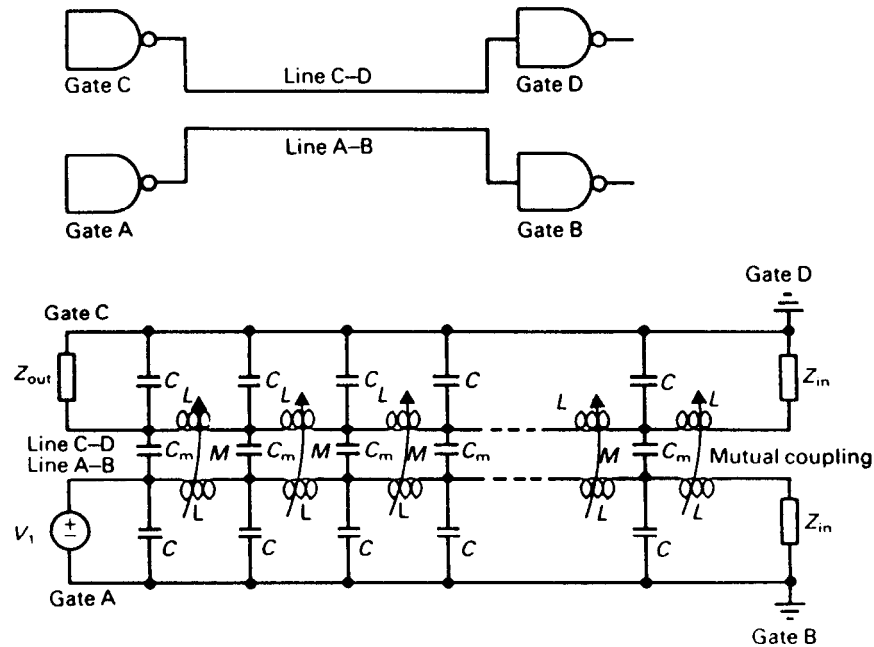 Gate C
Line C–D
Gate D
Line A–B
Gate A
Gate B
Gate D
Gate C
Z_out
C L C L C L C L C L
Z_in
Line C–D
C_m M C_m M C_m M C_m M C_m Mutual coupling
Line A–B
L L L L L
V_1 + −
C C C C C
Z_in
Gate A
Gate B